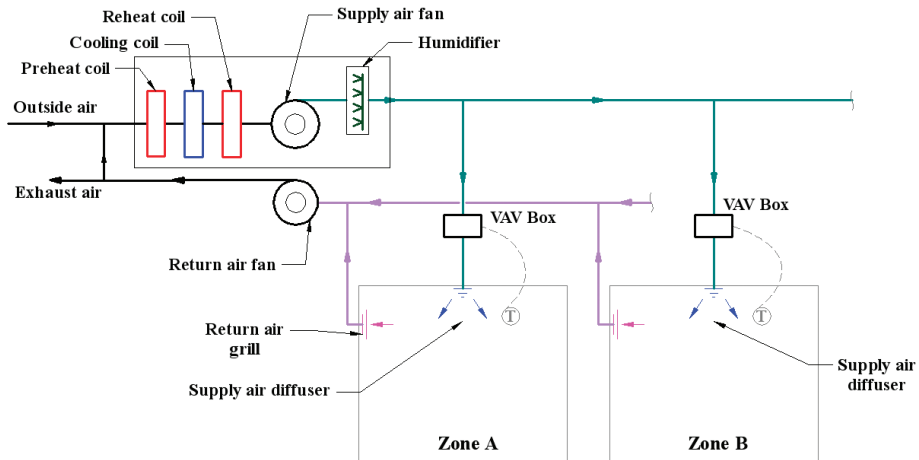 Reheat coil
Supply air fan
Cooling coil
Humidifier
Preheat coil
Outside air
Exhaust air
VAV Box
VAV Box
Return air fan
T
T
Return air
grill
Supply air diffuser
Supply air
diffuser
Zone A
Zone B